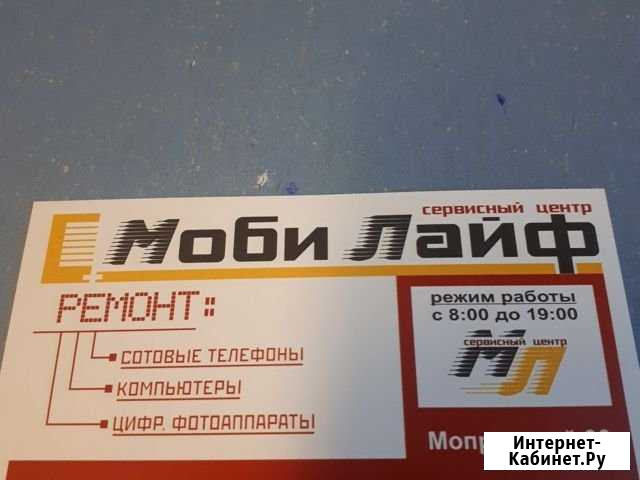 сервисный центр
Моби Лайф
РЕМОНТ:
СОТОВЫЕ ТЕЛЕФОНЫ
КОМПЬЮТЕРЫ
ЦИФР. ФОТОАППАРАТЫ
режим работы
с 8:00 до 19:00
сервисный центр
МЛ
Интернет-
Кабинет.Ру